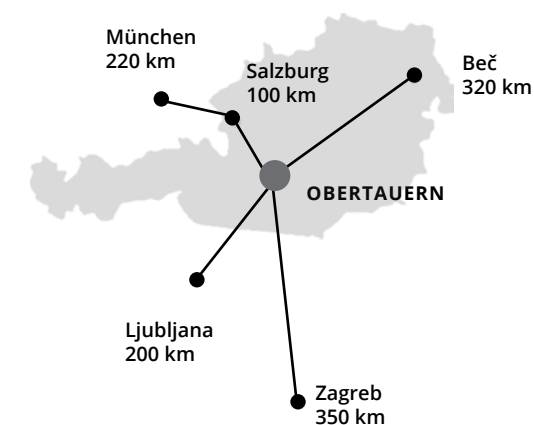 München
220 km
Salzburg
100 km
Beč
320 km
OBERTAUERN
Ljubljana
200 km
Zagreb
350 km